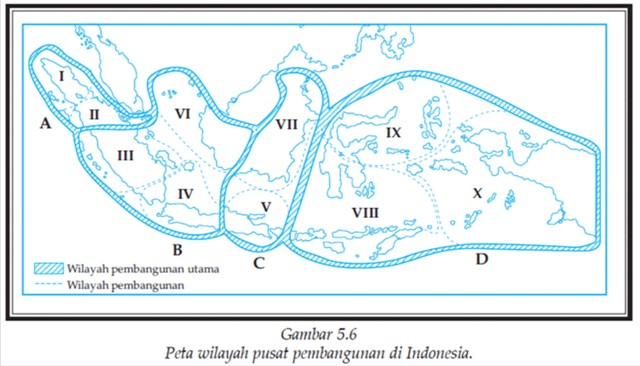 I
II
A
III
VI
VII
IV
V
B
C
IX
X
VIII
D
Wilayah pembangunan utama
Wilayah pembangunan
Gambar 5.6
Peta wilayah pusat pembangunan di Indonesia.